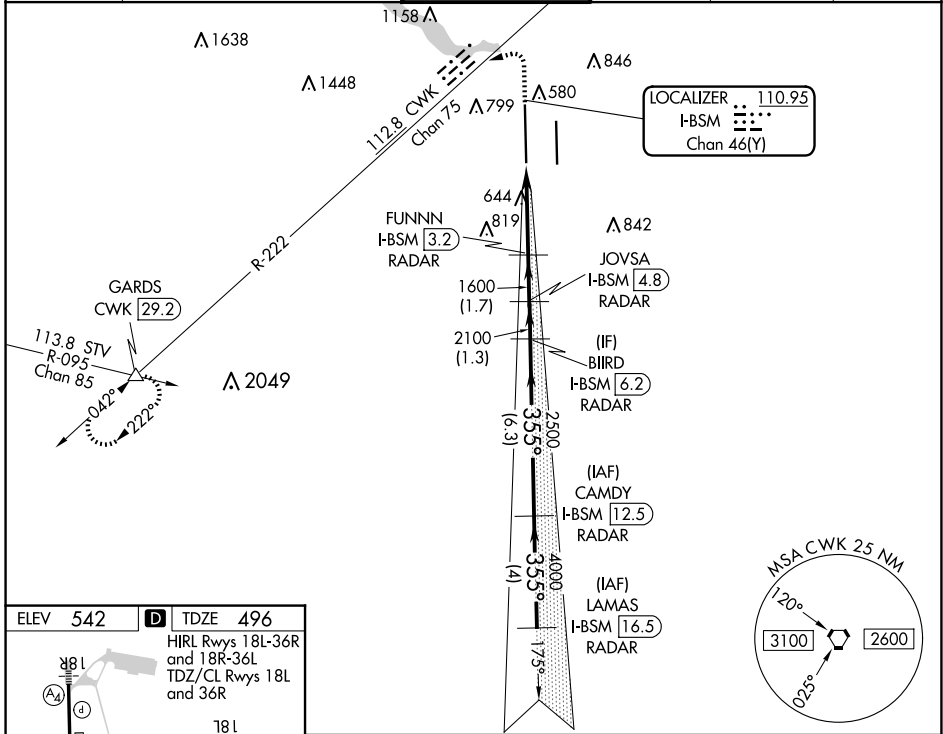 1158
1638
1448
846
112.8 CWK
Chan 75
799
580
LOCALIZER 110.95
I-BSM
Chan 46(Y)
644
819
842
FUNNN
I-BSM 3.2
RADAR
R-222
JOVSA
I-BSM 4.8
RADAR
1600
(1.7)
GARDS
CWK 29.2
2100
(1.3)
(IF)
BIIRD
I-BSM 6.2
RADAR
113.8 STV
R-095
Chan 85
2049
042°
222°
355°
2500
(6.3)
(IAF)
CAMDY
I-BSM 12.5
RADAR
355°
4000
(4)
(IAF)
LAMAS
I-BSM 16.5
RADAR
175°
MSA CWK 25 NM
120°
3100
2600
025°
ELEV 542 D TDZE 496
HIRL Rwys 18L-36R
and 18R-36L
TDZ/CL Rwys 18L
and 36R
18R
A4
P
18L